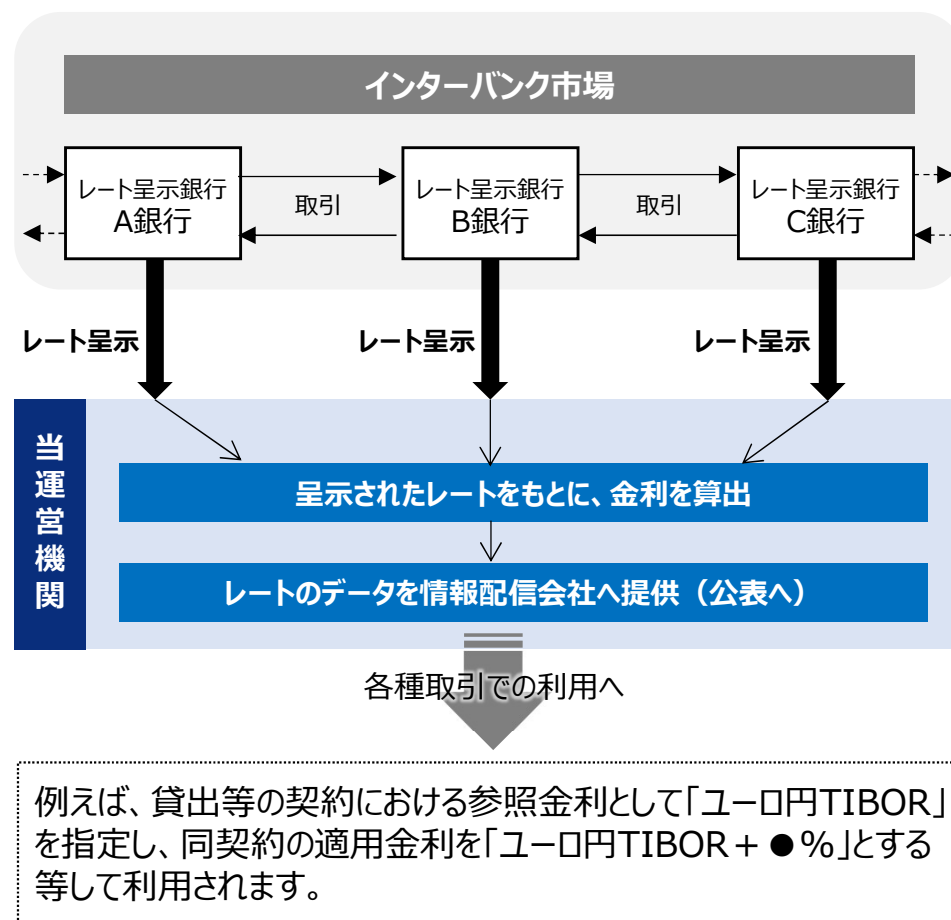 インターバンク市場
レート呈示銀行
A銀行
取引
レート呈示銀行
B銀行
取引
レート呈示銀行
C銀行
レート呈示
レート呈示
レート呈示
当運営機関
呈示されたレートをもとに、金利を算出
レートのデータを情報配信会社へ提供（公表へ）
各種取引での利用へ
例えば、貸出等の契約における参照金利として｢ユーロ円TIBOR｣
を指定し、同契約の適用金利を｢ユーロ円TIBOR＋ ●％｣とする
等して利用されます。